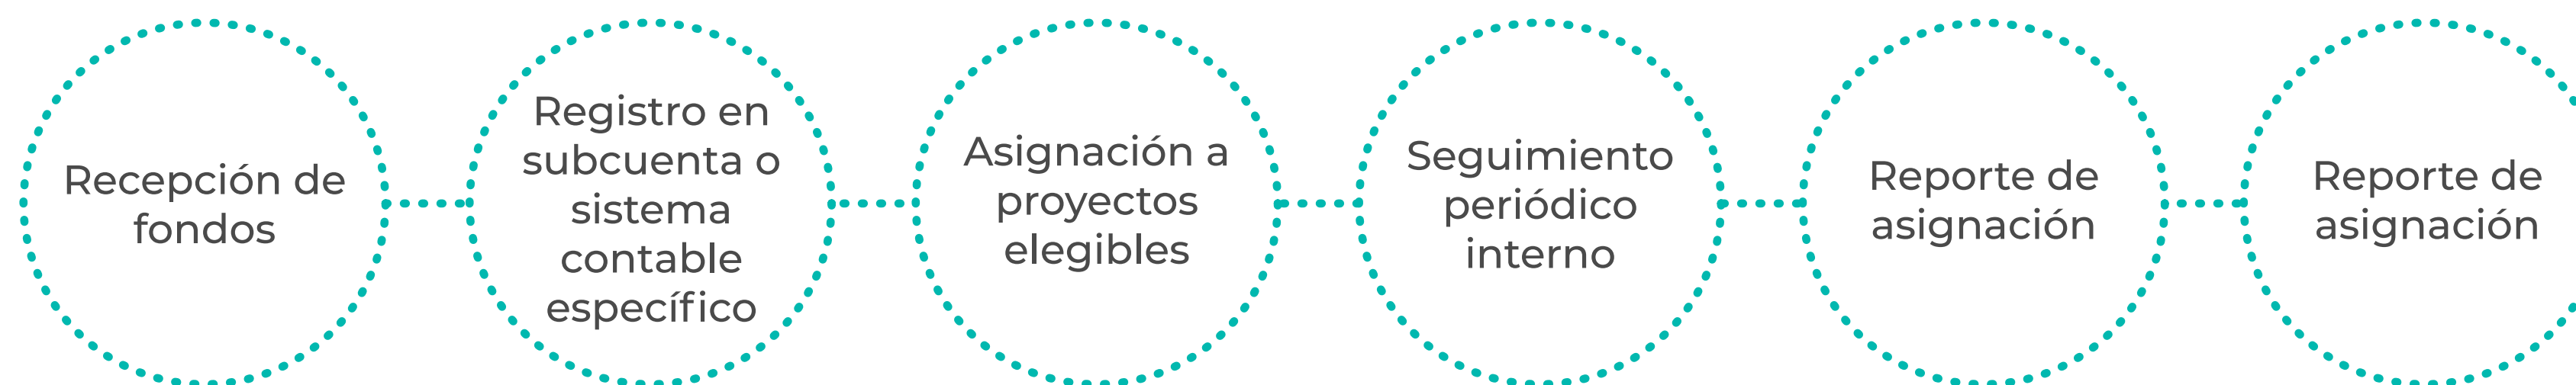 Recepción de
fondos
Registro en
subcuenta o
sistema
contable
específico
Asignación a
proyectos
elegibles
Seguimiento
periódico
interno
Reporte de
asignación
Reporte de
asignación